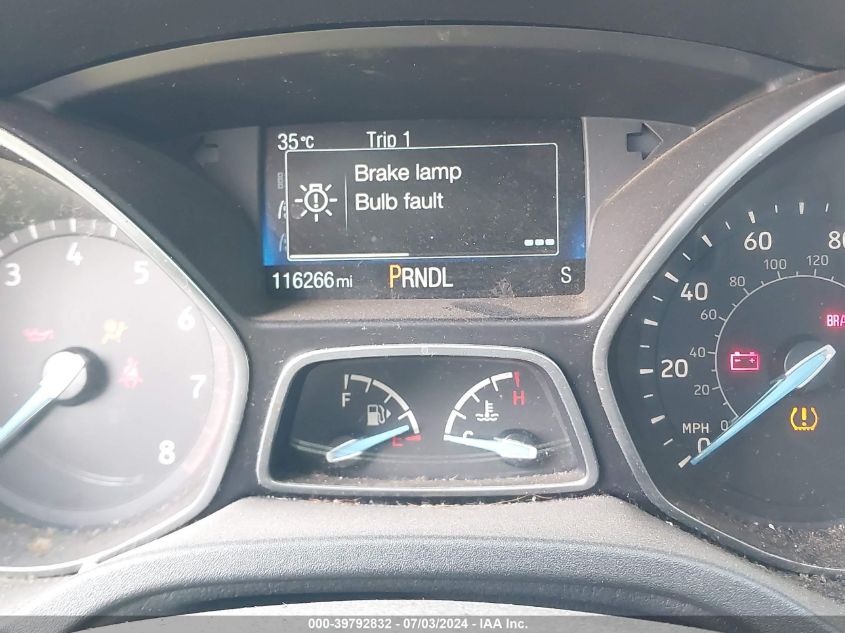 35°C Trip 1
Brake lamp
Bulb fault
116266 mi PRNDL S
3 4 5 6 7 8
F E
C H
0 20 40 60 80
MPH 0 20 40 60 80 100 120
000-39792832 - 07/03/2024 - IAA Inc.